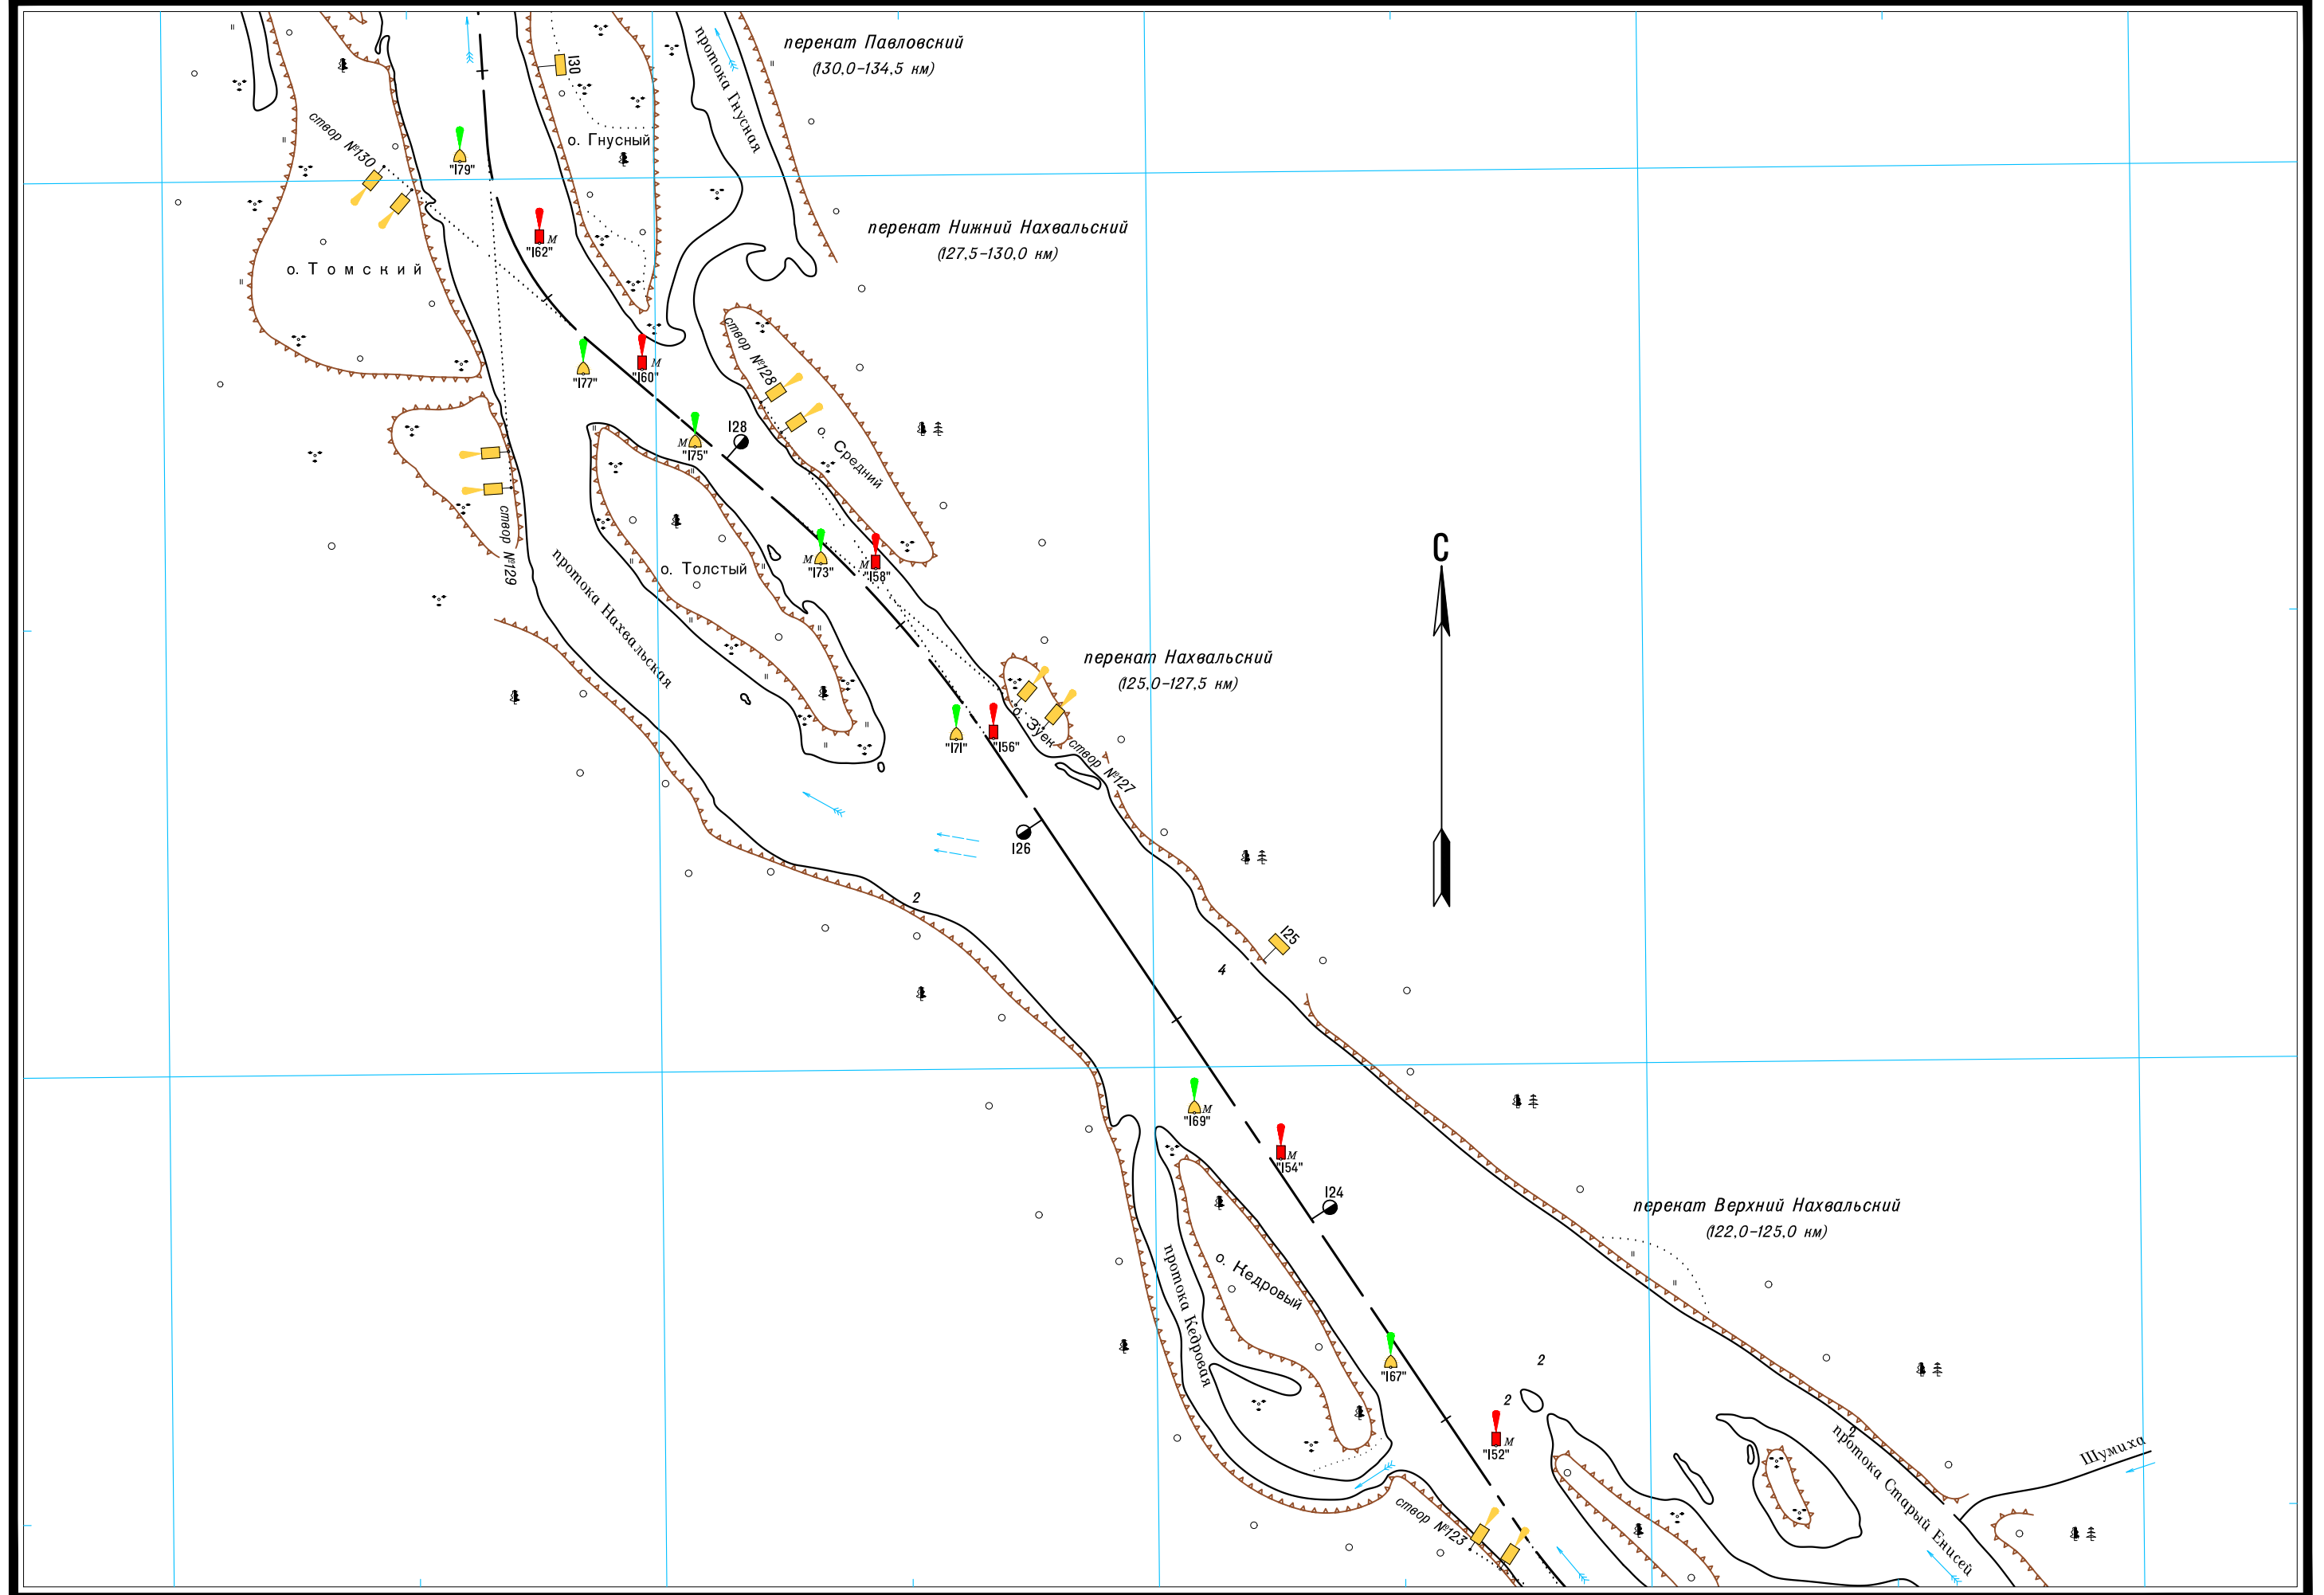 перекат Павловский
(130,0-134,5 км)
протока Гнусная
130
створ №130
"179"
о. Гнусный
"162"
перекат Нижний Нахвальский
(127,5-130,0 км)
о. Томский
створ №128
"177"
М
"160"
М
М
"175"
128
о. Средний
створ №129
протока Нахвальская
о. Толстый
М
"173"
М
"158"
С
перекат Нахвальский
(125,0-127,5 км)
о. Зуек
створ №127
"171"
"156"
126
2
125
4
"169"
М
"154"
М
124
перекат Верхний Нахвальский
(122,0-125,0 км)
протока Кедровая
о. Кедровый
"167"
2
2
"152"
М
2
протока Старый Енисей
Шумиха
створ №123